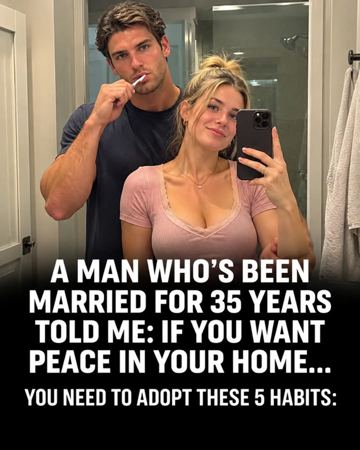 A MAN WHO'S BEEN
MARRIED FOR 35 YEARS
TOLD ME: IF YOU WANT
PEACE IN YOUR HOME...
YOU NEED TO ADOPT THESE 5 HABITS: